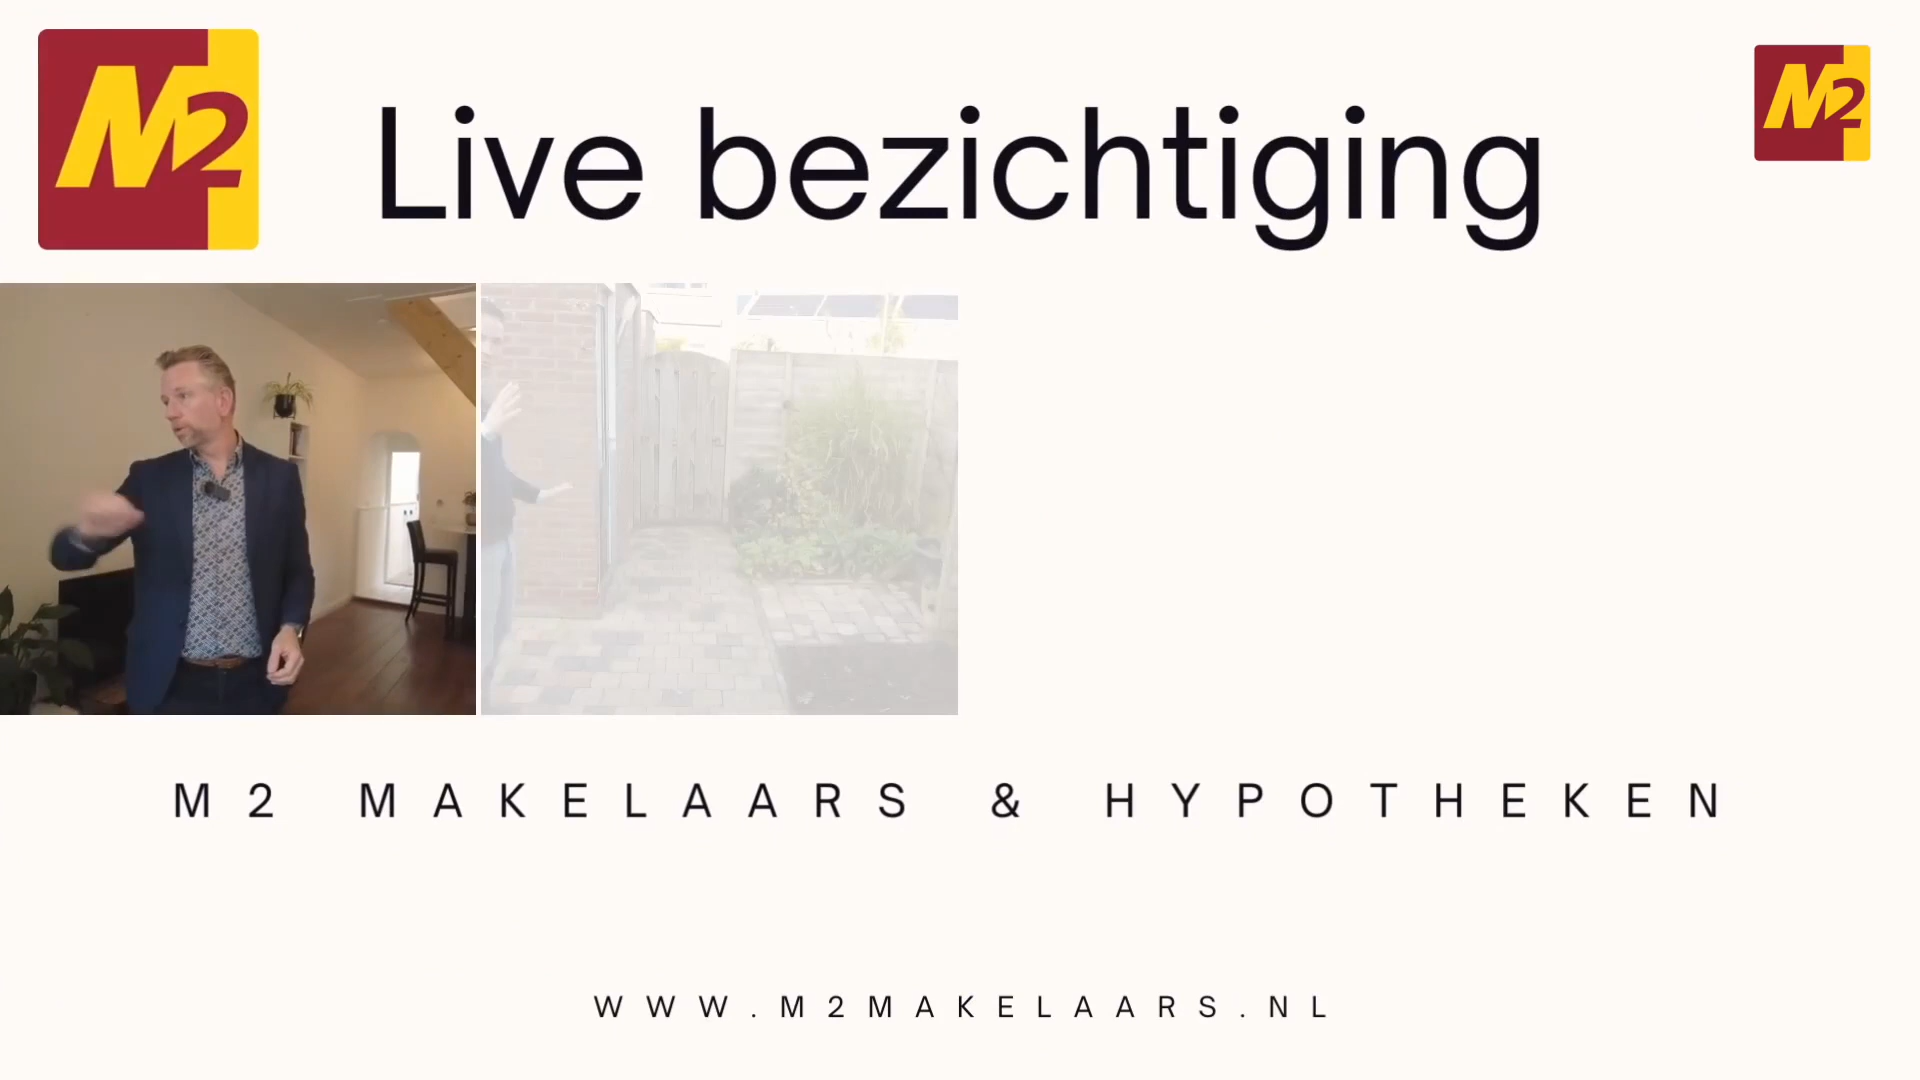 M2
Live bezichtiging
M2
M2 MAKELAARS & HYPOTHEKEN
WWW.M2MAKELAARS.NL